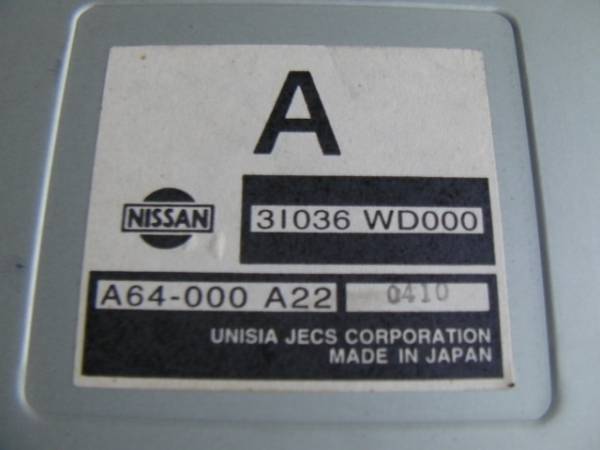 A
NISSAN
31036 WD000
A64-000 A22 0410
UNISIA JECS CORPORATION
MADE IN JAPAN